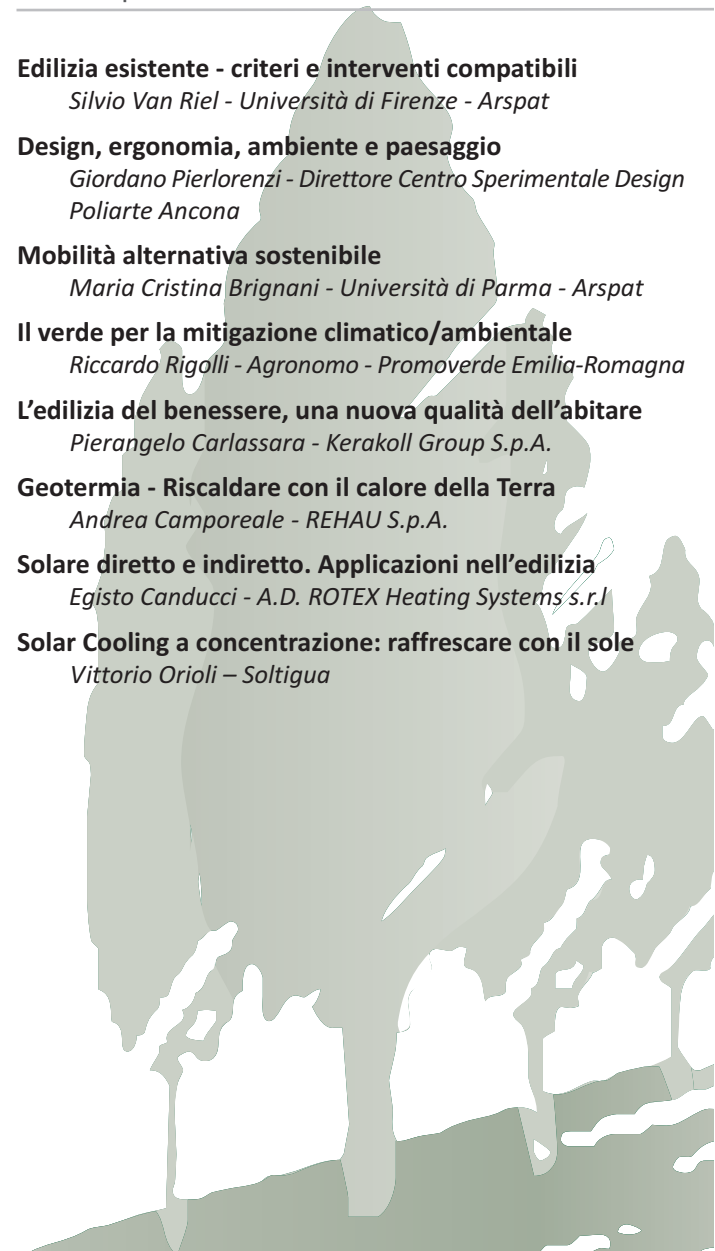 Edilizia esistente - criteri e interventi compatibili
Silvio Van Riel - Università di Firenze - Arspat
Design, ergonomia, ambiente e paesaggio
Giordano Pierlorenzi - Direttore Centro Sperimentale Design
Poliarte Ancona
Mobilità alternativa sostenibile
Maria Cristina Brignani - Università di Parma - Arspat
Il verde per la mitigazione climatico/ambientale
Riccardo Rigolli - Agronomo - Promoverde Emilia-Romagna
L’edilizia del benessere, una nuova qualità dell’abitare
Pierangelo Carlassara - Kerakoll Group S.p.A.
Geotermia - Riscaldare con il calore della Terra
Andrea Camporeale - REHAU S.p.A.
Solare diretto e indiretto. Applicazioni nell’edilizia
Egisto Canducci - A.D. ROTEX Heating Systems s.r.l
Solar Cooling a concentrazione: raffrescare con il sole
Vittorio Orioli – Soltigua